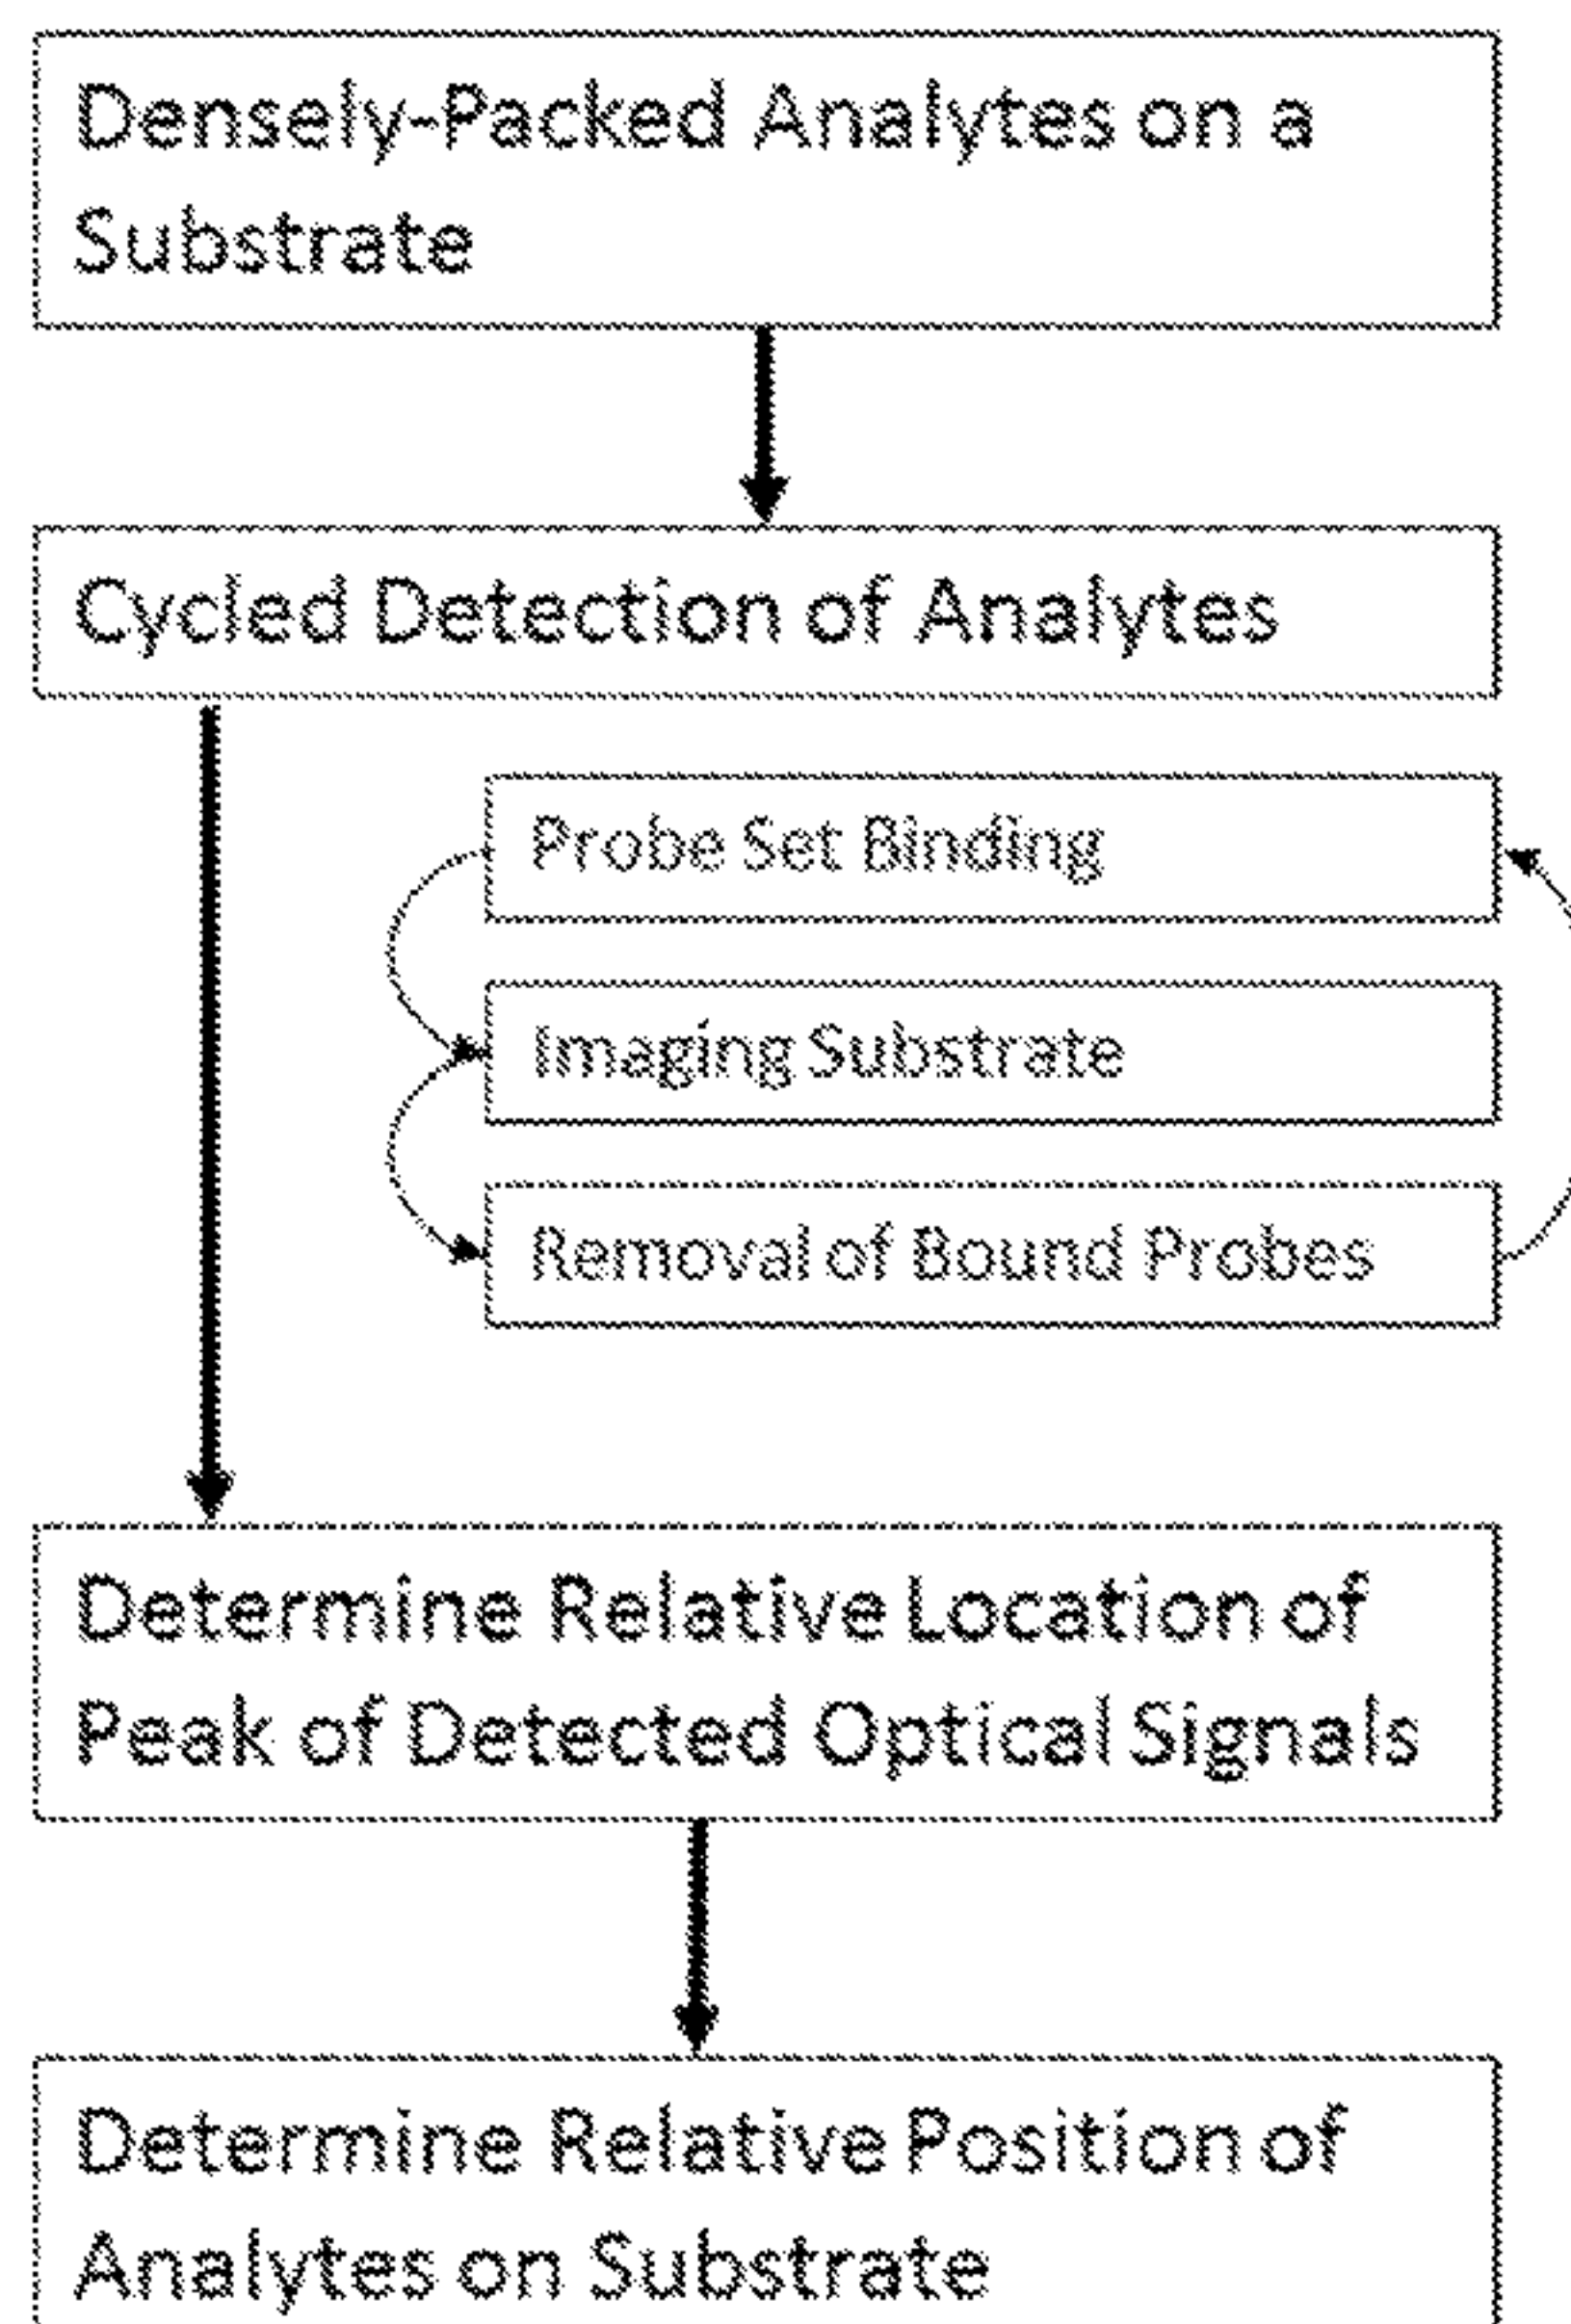 Densely-Packed Analytes on a
Substrate
Cycled Detection of Analytes
Probe Set Binding
Imaging Substrate
Removal of Bound Probes
Determine Relative Location of
Peak of Detected Optical Signals
Determine Relative Position of
Analytes on Substrate